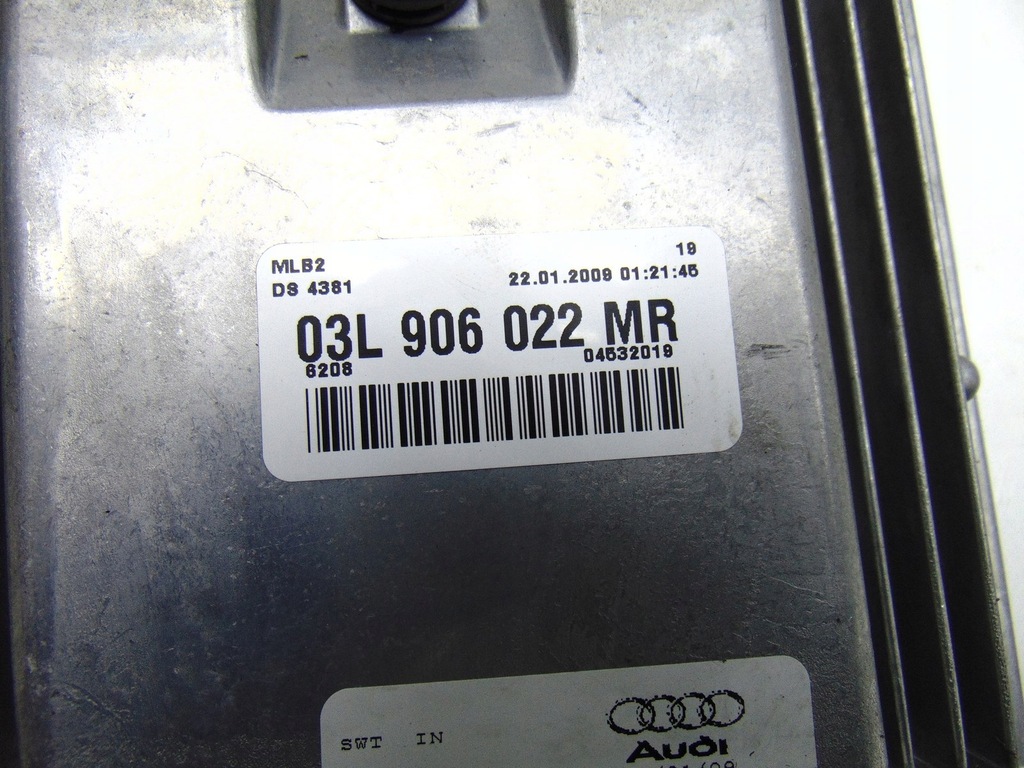 19
MLB2
22.01.2009 01:21:45
DS 4381
03L 906 022 MR
6208 04532019
SWT IN
Audi